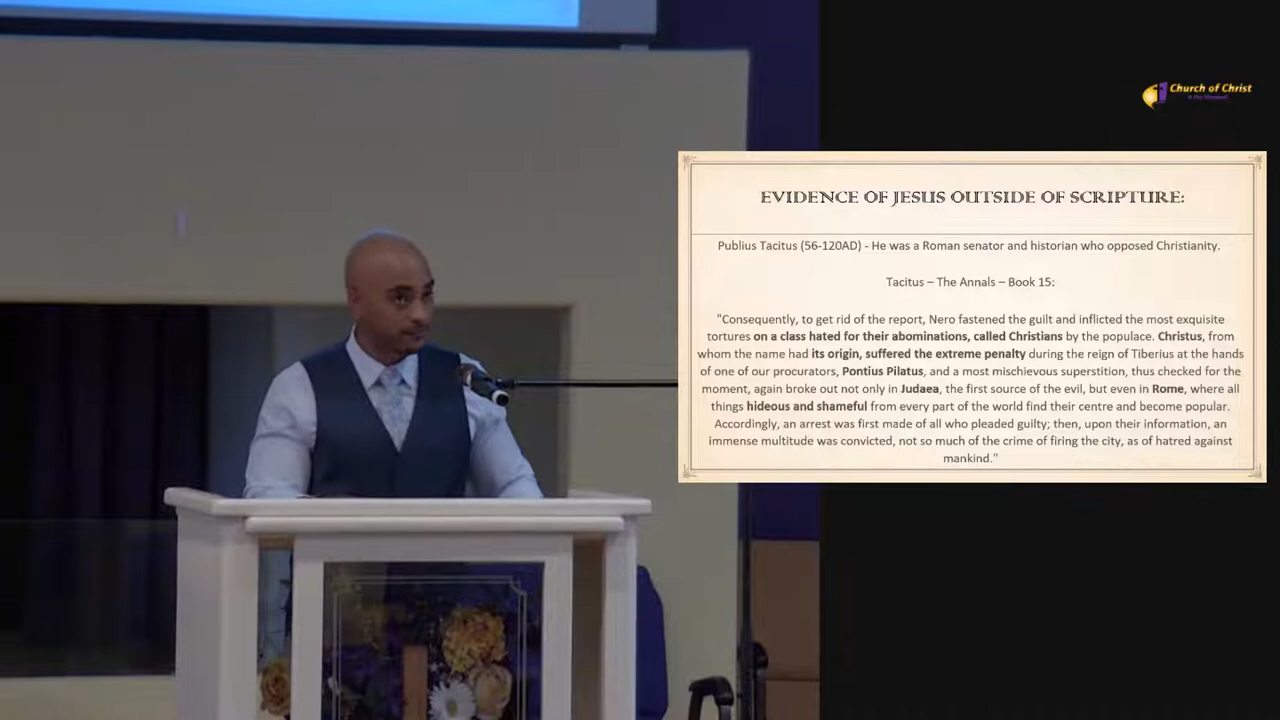 Church of Christ
EVIDENCE OF JESUS OUTSIDE OF SCRIPTURE:
Publius Tacitus (56-120AD) - He was a Roman senator and historian who opposed Christianity.
Tacitus – The Annals – Book 15:
"Consequently, to get rid of the report, Nero fastened the guilt and inflicted the most exquisite
tortures on a class hated for their abominations, called Christians by the populace. Christus, from
whom the name had its origin, suffered the extreme penalty during the reign of Tiberius at the hands
of one of our procurators, Pontius Pilatus, and a most mischievous superstition, thus checked for the
moment, again broke out not only in Judaea, the first source of the evil, but even in Rome, where all
things hideous and shameful from every part of the world find their centre and become popular.
Accordingly, an arrest was first made of all who pleaded guilty; then, upon their information, an
immense multitude was convicted, not so much of the crime of firing the city, as of hatred against
mankind."